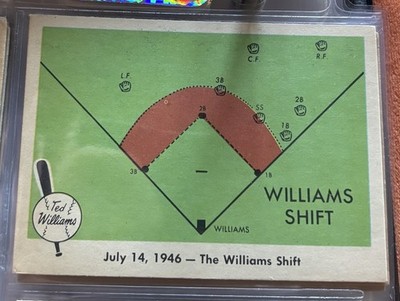 C.F.
R.F.
L.F.
3B
2B
SS
2B
1B
3B
1B
WILLIAMS
SHIFT
Ted
Williams
WILLIAMS
July 14, 1946 — The Williams Shift